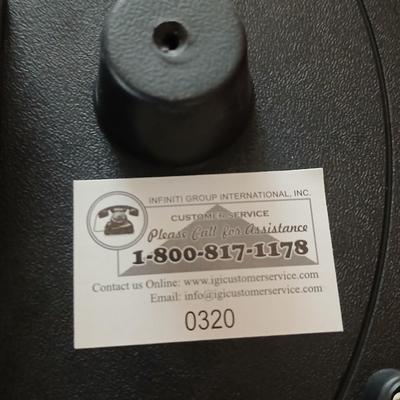 INFINITI GROUP INTERNATIONAL, INC.
CUSTOMER SERVICE
Please Call for Assistance
1-800-817-1178
Contact us Online: www.igicustomerservice.com
Email: info@igicustomerservice.com
0320